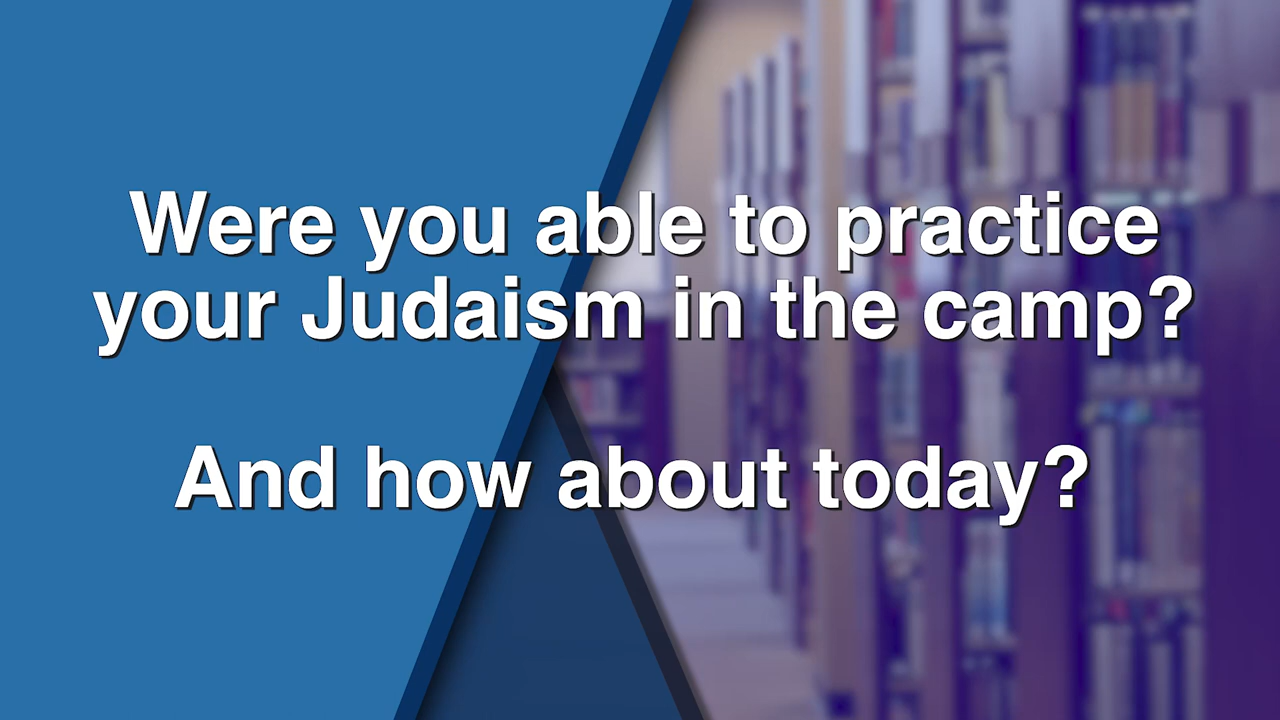 Were you able to practice
your Judaism in the camp?
And how about today?